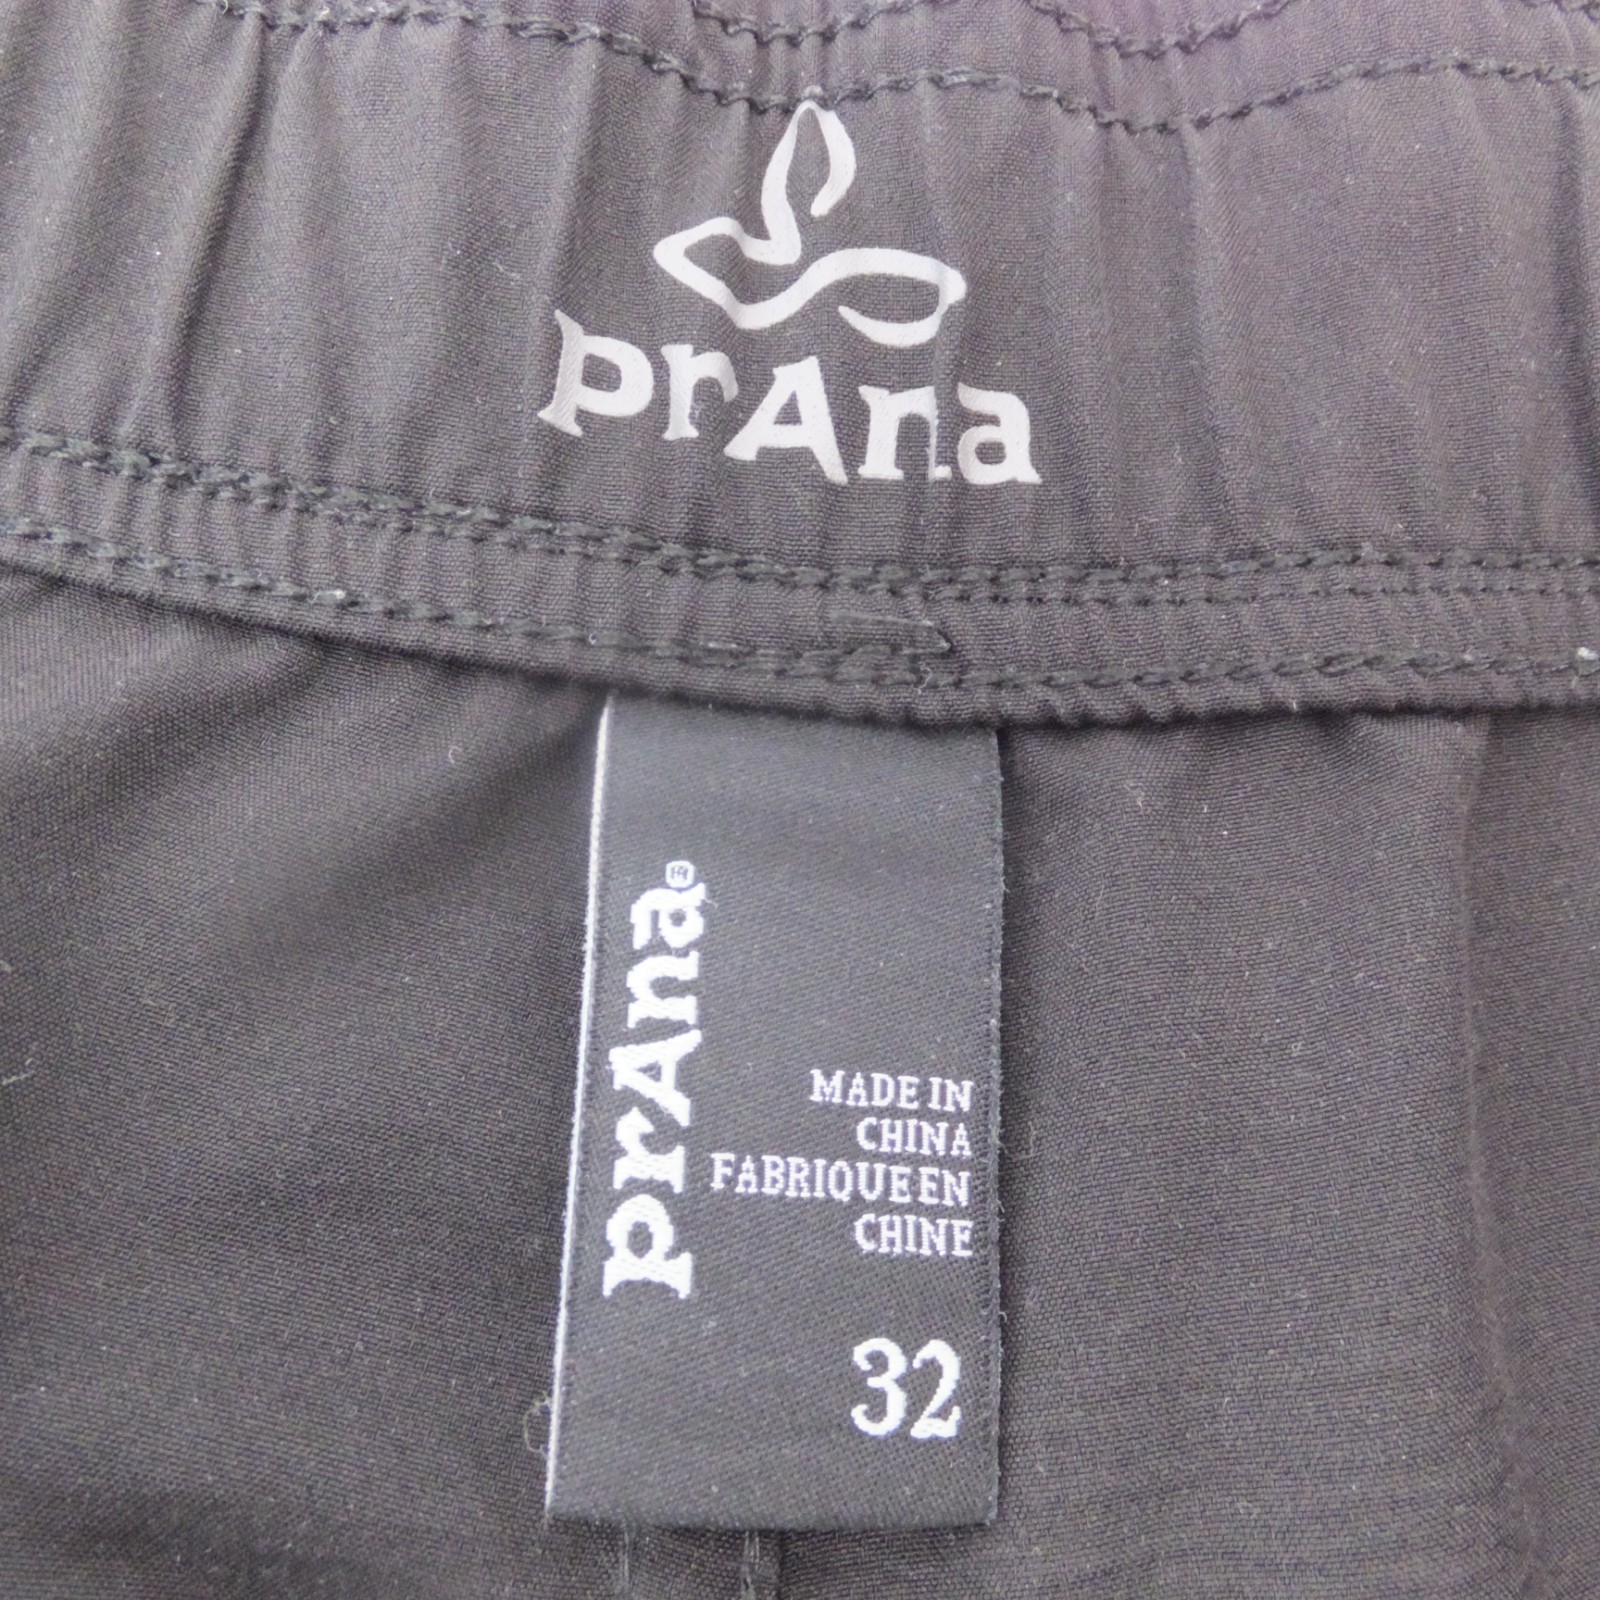 prAna
prAna®
MADE IN
CHINA
FABRIQUE EN
CHINE
32